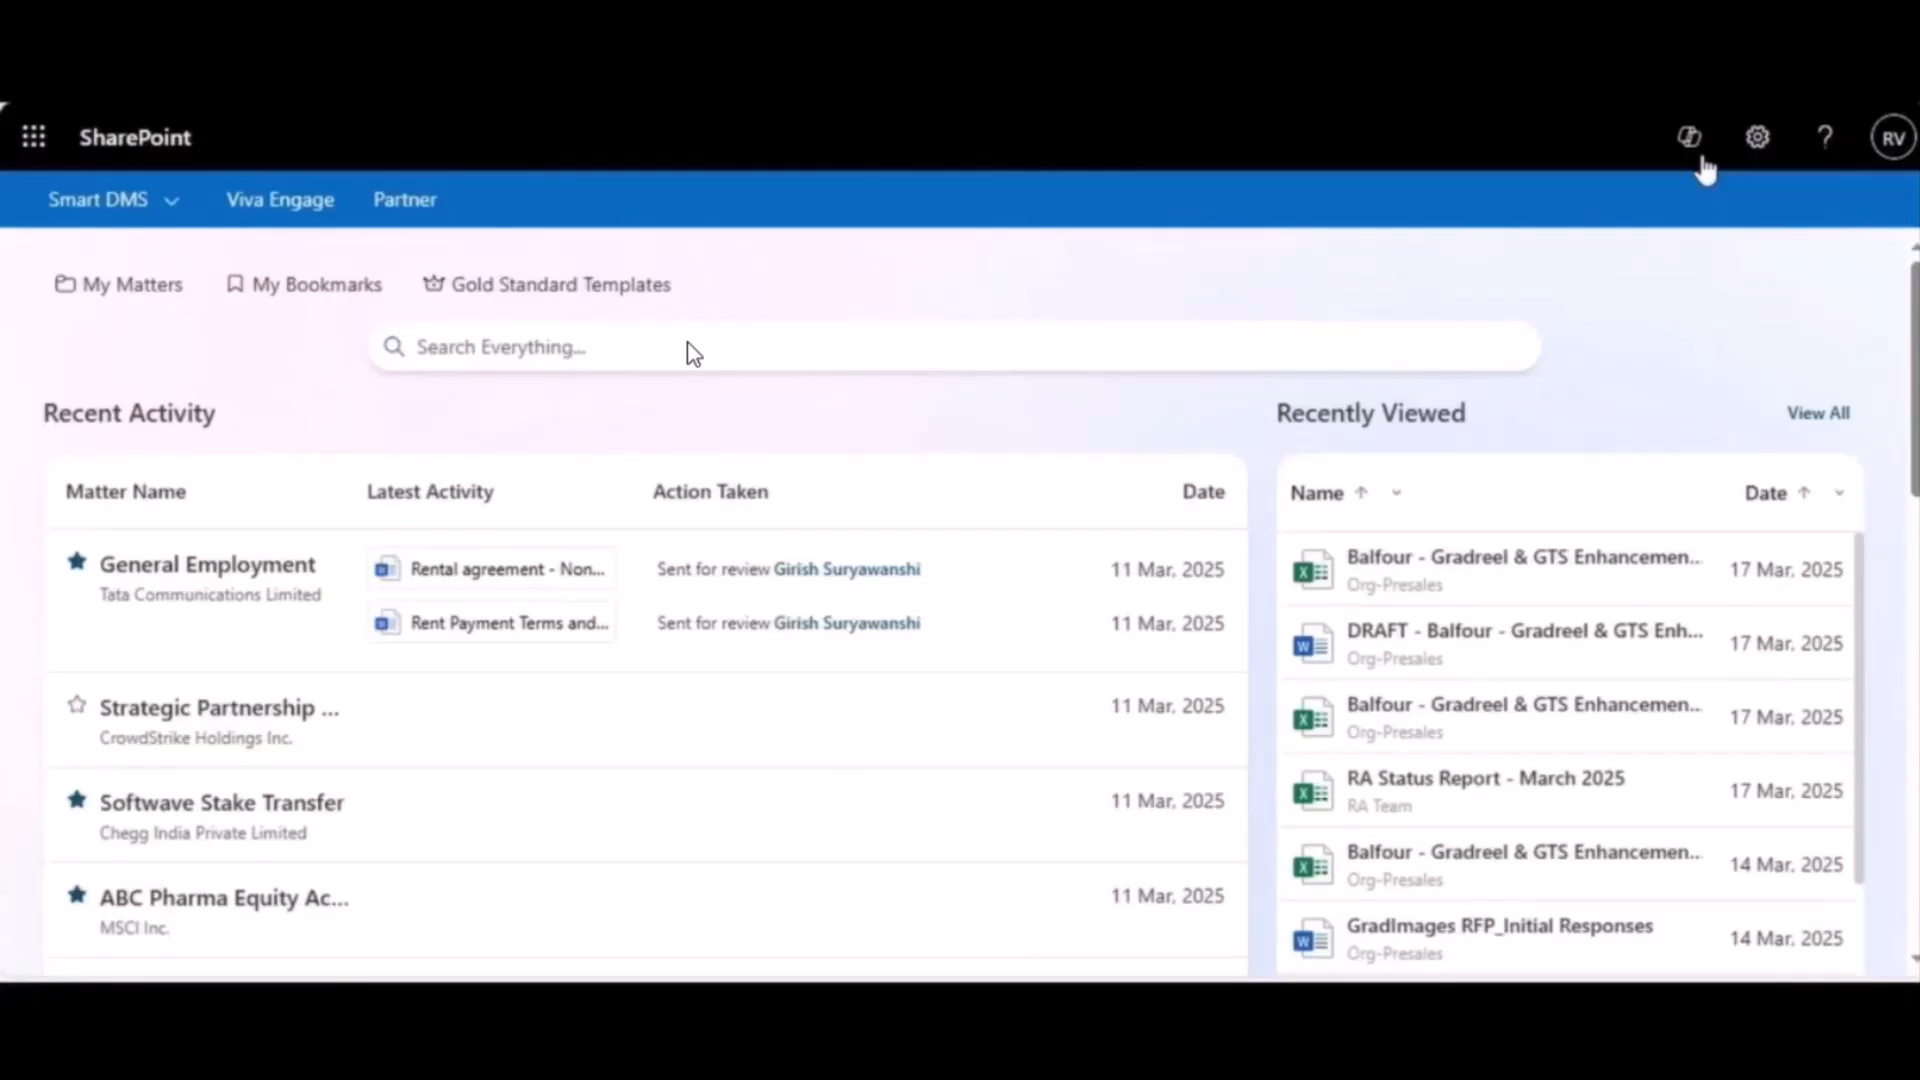 SharePoint
RV
Smart DMS
Viva Engage
Partner
My Matters
My Bookmarks
Gold Standard Templates
Search Everything...
Recent Activity
Matter Name
Latest Activity
Action Taken
Date
General Employment
Tata Communications Limited
Rental agreement - Non...
Sent for review Girish Suryawanshi
11 Mar, 2025
Rent Payment Terms and...
Sent for review Girish Suryawanshi
11 Mar, 2025
Strategic Partnership ...
CrowdStrike Holdings Inc.
11 Mar, 2025
Softwave Stake Transfer
Chegg India Private Limited
11 Mar, 2025
ABC Pharma Equity Ac...
MSCI Inc.
11 Mar, 2025
Recently Viewed
View All
Name
Date
Balfour - Gradreel & GTS Enhancemen...
Org-Presales
17 Mar, 2025
DRAFT - Balfour - Gradreel & GTS Enh...
Org-Presales
17 Mar, 2025
Balfour - Gradreel & GTS Enhancemen...
Org-Presales
17 Mar, 2025
RA Status Report - March 2025
RA Team
17 Mar, 2025
Balfour - Gradreel & GTS Enhancemen...
Org-Presales
14 Mar, 2025
GradImages RFP_Initial Responses
Org-Presales
14 Mar, 2025